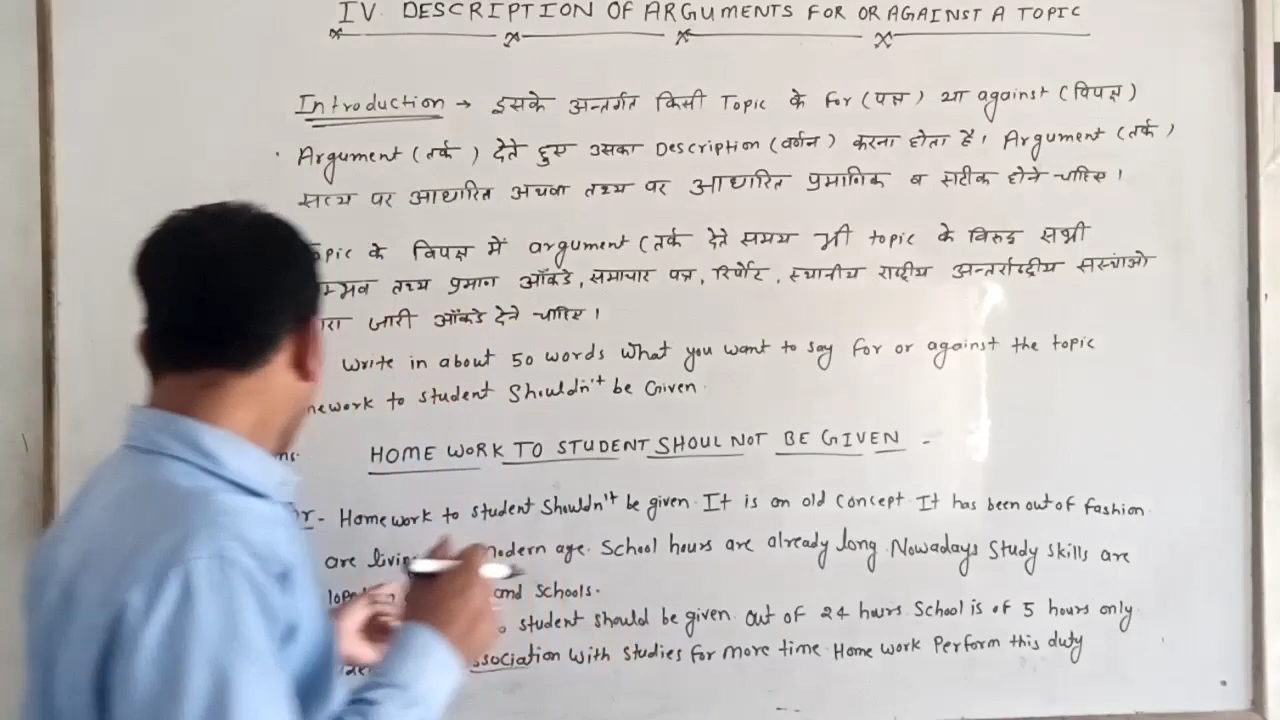 IV. DESCRIPTION OF ARGUMENTS FOR OR AGAINST A TOPIC
Introduction → इसके अन्तर्गत किसी Topic के for (पक्ष) या against (विपक्ष)
Argument (तर्क) देते हुए उसका Description (वर्णन) करना होता है। Argument (तर्क)
सत्य पर आधारित अथवा तथ्य पर आधारित प्रमाणिक व सटीक होने चाहिए।
के विपक्ष में argument (तर्क देते समय भी topic के विरुद्ध सभी
तथ्य प्रमाण आँकडे, समाचार पत्र, रिर्पोट, स्थानीय राष्ट्रीय अन्तर्राष्ट्रीय
जारी आँकडे देने चाहिए।
Write in about 50 words what you want to say for or against the topic
to student Shouldn't be Given.
HOME WORK TO STUDENT SHOUL NOT BE GIVEN -
- Homework to student Shouldn't be given. It is an old concept. It has been out of fashion.
are modern age. School hours are already long. Nowadays Study skills are
and schools.
student should be given. out of 24 hours School is of 5 hours only
with studies for more time. Home work Perform this duty